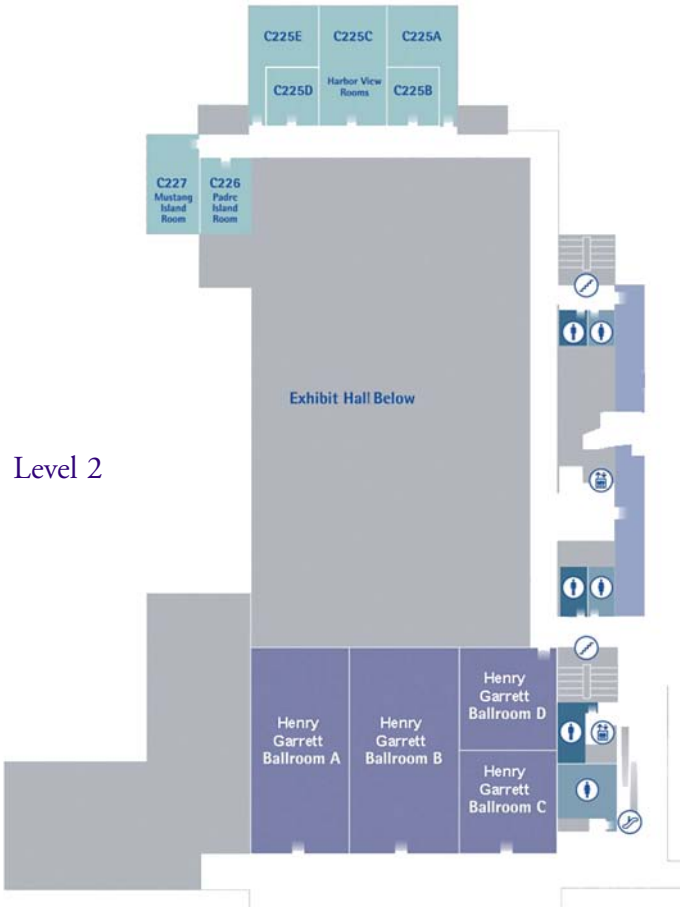 C225E
C225C
C225A
C225D
Harbor View
Rooms
C225B
C227
Mustang
Island
Room
C226
Padre
Island
Room
Exhibit Hall Below
Level 2
Henry
Garrett
Ballroom A
Henry
Garrett
Ballroom B
Henry
Garrett
Ballroom D
Henry
Garrett
Ballroom C